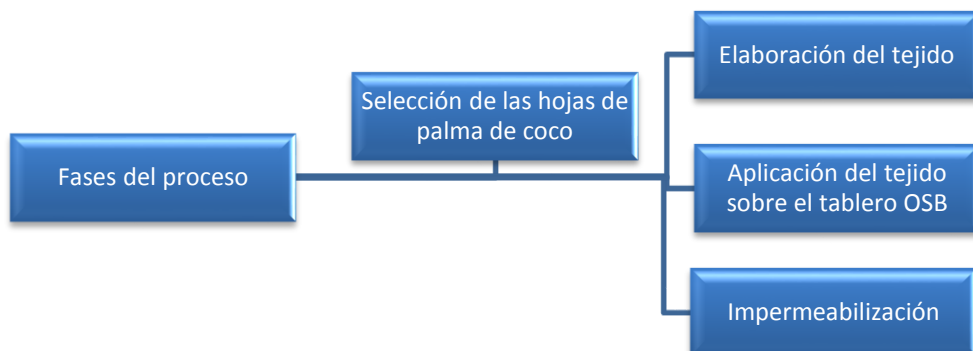 Fases del proceso
Selección de las hojas de
palma de coco
Elaboración del tejido
Aplicación del tejido
sobre el tablero OSB
Impermeabilización